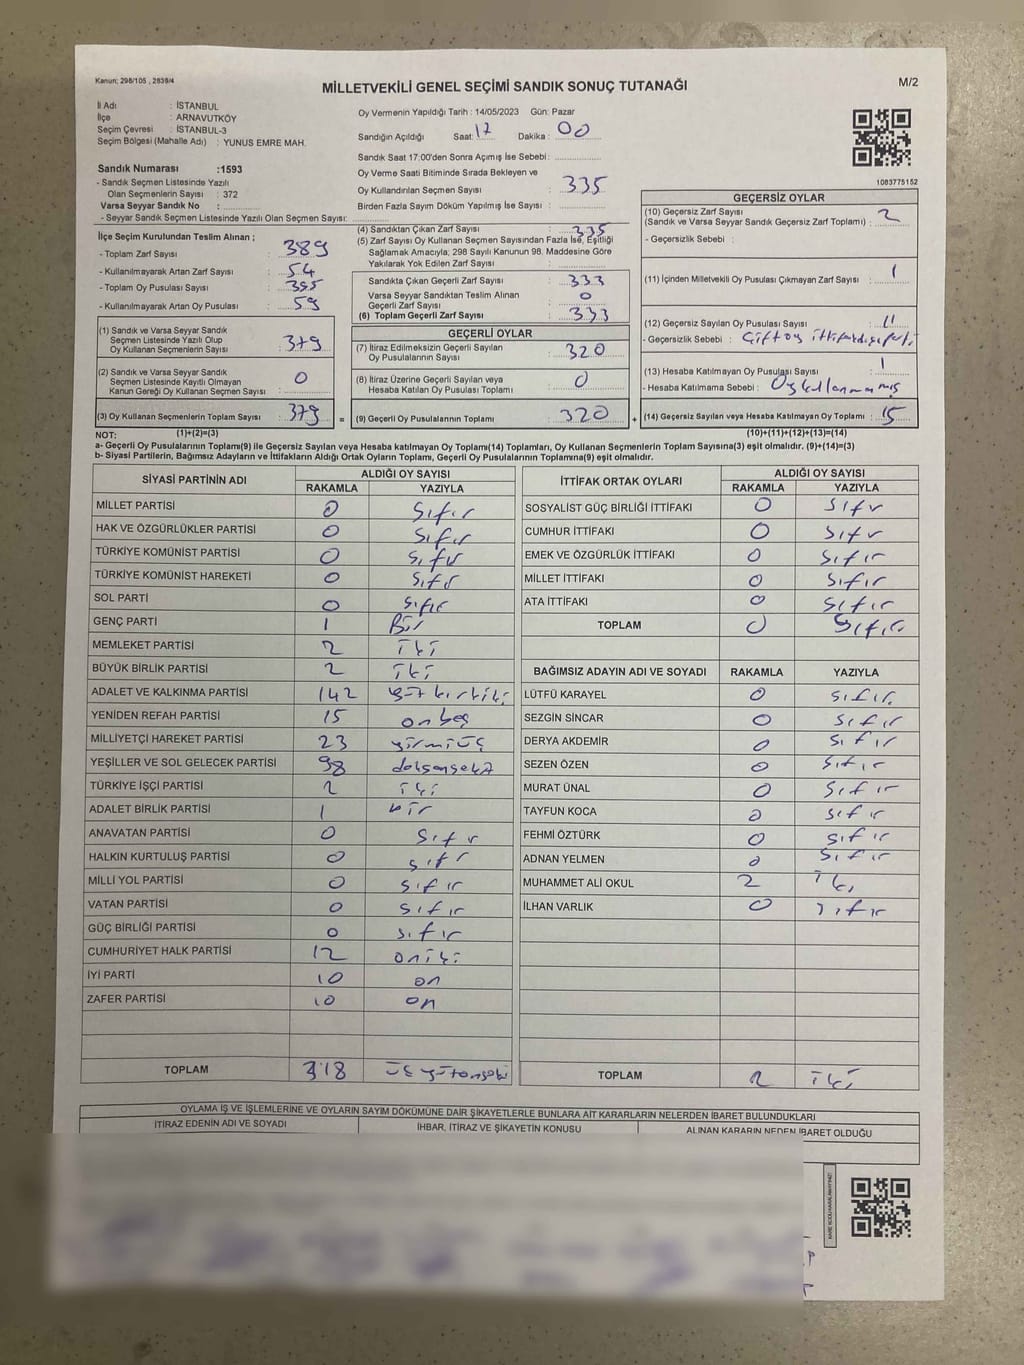 Kanun: 298/105 , 2839/4
MİLLETVEKİLİ GENEL SEÇİMİ SANDIK SONUÇ TUTANAĞI
M/2
İl Adı : İSTANBUL
İlçe : ARNAVUTKÖY
Seçim Çevresi : İSTANBUL-3
Seçim Bölgesi (Mahalle Adı) : YUNUS EMRE MAH.
Oy Vermenin Yapıldığı Tarih : 14/05/2023 Gün: Pazar
Sandığın Açıldığı Saat: 17 Dakika : 00
Sandık Saat 17:00'den Sonra Açımış İse Sebebi:
Sandık Numarası :1593
- Sandık Seçmen Listesinde Yazılı
Olan Seçmenlerin Sayısı : 372
Varsa Seyyar Sandık No :
- Seyyar Sandık Seçmen Listesinde Yazılı Olan Seçmen Sayısı:
Oy Verme Saati Bitiminde Sırada Bekleyen ve
Oy Kullandırılan Seçmen Sayısı : 335
Birden Fazla Sayım Döküm Yapılmış İse Sayısı :
1083775152
İlçe Seçim Kurulundan Teslim Alınan ;
- Toplam Zarf Sayısı : 389
- Kullanılmayarak Artan Zarf Sayısı : 54
- Toplam Oy Pusulası Sayısı : 395
- Kullanılmayarak Artan Oy Pusulası : 59
(1) Sandık ve Varsa Seyyar Sandık
Seçmen Listesinde Yazılı Olup
Oy Kullanan Seçmenlerin Sayısı : 379
(2) Sandık ve Varsa Seyyar Sandık
Seçmen Listesinde Kayıtlı Olmayan
Kanun Gereği Oy Kullanan Seçmen Sayısı : 0
(3) Oy Kullanan Seçmenlerin Toplam Sayısı : 379 =
(4) Sandıktan Çıkan Zarf Sayısı : 335
(5) Zarf Sayısı Oy Kullanan Seçmen Sayısından Fazla İse, Eşitliği
Sağlamak Amacıyla; 298 Sayılı Kanunun 98. Maddesine Göre
Yakılarak Yok Edilen Zarf Sayısı :
Sandıkta Çıkan Geçerli Zarf Sayısı : 333
Varsa Seyyar Sandıktan Teslim Alınan
Geçerli Zarf Sayısı : 0
(6) Toplam Geçerli Zarf Sayısı : 333
GEÇERLİ OYLAR
(7) İtiraz Edilmeksizin Geçerli Sayılan
Oy Pusulalarının Sayısı : 320
(8) İtiraz Üzerine Geçerli Sayılan veya
Hesaba Katılan Oy Pusulası Toplamı : 0
(9) Geçerli Oy Pusulalarının Toplamı : 320 +
GEÇERSİZ OYLAR
(10) Geçersiz Zarf Sayısı
(Sandık ve Varsa Seyyar Sandık Geçersiz Zarf Toplamı) : 2
- Geçersizlik Sebebi :
(11) İçinden Milletvekili Oy Pusulası Çıkmayan Zarf Sayısı : 1
(12) Geçersiz Sayılan Oy Pusulası Sayısı : 11
- Geçersizlik Sebebi : Çift oy
(13) Hesaba Katılmayan Oy Pusulası Sayısı : 1
- Hesaba Katılmama Sebebi : Oy kullanmamış
(14) Geçersiz Sayılan veya Hesaba Katılmayan Oy Toplamı : 15
NOT: (1)+(2)=(3) (10)+(11)+(12)+(13)=(14)
a- Geçerli Oy Pusulalarının Toplamı(9) ile Geçersiz Sayılan veya Hesaba katılmayan Oy Toplamı(14) Toplamları, Oy Kullanan Seçmenlerin Toplam Sayısına(3) eşit olmalıdır. (9)+(14)=(3)
b- Siyasi Partilerin, Bağımsız Adayların ve İttifakların Aldığı Ortak Oyların Toplamı, Geçerli Oy Pusulalarının Toplamına(9) eşit olmalıdır.
SİYASİ PARTİNİN ADI ALDIĞI OY SAYISI
RAKAMLA YAZIYLA
MİLLET PARTİSİ 0 Sıfır
HAK VE ÖZGÜRLÜKLER PARTİSİ 0 Sıfır
TÜRKİYE KOMÜNİST PARTİSİ 0 Sıfır
TÜRKİYE KOMÜNİST HAREKETİ 0 Sıfır
SOL PARTİ 0 Sıfır
GENÇ PARTİ 1 Bir
MEMLEKET PARTİSİ 2 İki
BÜYÜK BİRLİK PARTİSİ 2 İki
ADALET VE KALKINMA PARTİSİ 142 yüz kırkiki
YENİDEN REFAH PARTİSİ 15 onbeş
MİLLİYETÇİ HAREKET PARTİSİ 23 yirmiüç
YEŞİLLER VE SOL GELECEK PARTİSİ 98 doksansekiz
TÜRKİYE İŞÇİ PARTİSİ 2 iki
ADALET BİRLİK PARTİSİ 1 bir
ANAVATAN PARTİSİ 0 Sıfır
HALKIN KURTULUŞ PARTİSİ 0 sıfır
MİLLİ YOL PARTİSİ 0 sıfır
VATAN PARTİSİ 0 sıfır
GÜÇ BİRLİĞİ PARTİSİ 0 sıfır
CUMHURİYET HALK PARTİSİ 12 oniki
İYİ PARTİ 10 on
ZAFER PARTİSİ 10 on
TOPLAM 318 üçyüzonsekiz
İTTİFAK ORTAK OYLARI ALDIĞI OY SAYISI
RAKAMLA YAZIYLA
SOSYALİST GÜÇ BİRLİĞİ İTTİFAKI 0 Sıfır
CUMHUR İTTİFAKI 0 Sıfır
EMEK VE ÖZGÜRLÜK İTTİFAKI 0 Sıfır
MİLLET İTTİFAKI 0 Sıfır
ATA İTTİFAKI 0 Sıfır
TOPLAM 0 Sıfır
BAĞIMSIZ ADAYIN ADI VE SOYADI RAKAMLA YAZIYLA
LÜTFÜ KARAYEL 0 sıfır
SEZGİN SİNCAR 0 sıfır
DERYA AKDEMİR 0 sıfır
SEZEN ÖZEN 0 sıfır
MURAT ÜNAL 0 sıfır
TAYFUN KOCA 0 sıfır
FEHMİ ÖZTÜRK 0 sıfır
ADNAN YELMEN 0 sıfır
MUHAMMET ALİ OKUL 2 İki
İLHAN VARLIK 0 sıfır
TOPLAM 2 İki
OYLAMA İŞ VE İŞLEMLERİNE VE OYLARIN SAYIM DÖKÜMÜNE DAİR ŞİKAYETLERLE BUNLARA AİT KARARLARIN NELERDEN İBARET BULUNDUKLARI
İTİRAZ EDENİN ADI VE SOYADI İHBAR, İTİRAZ VE ŞİKAYETİN KONUSU ALINAN KARARIN NEDEN İBARET OLDUĞU